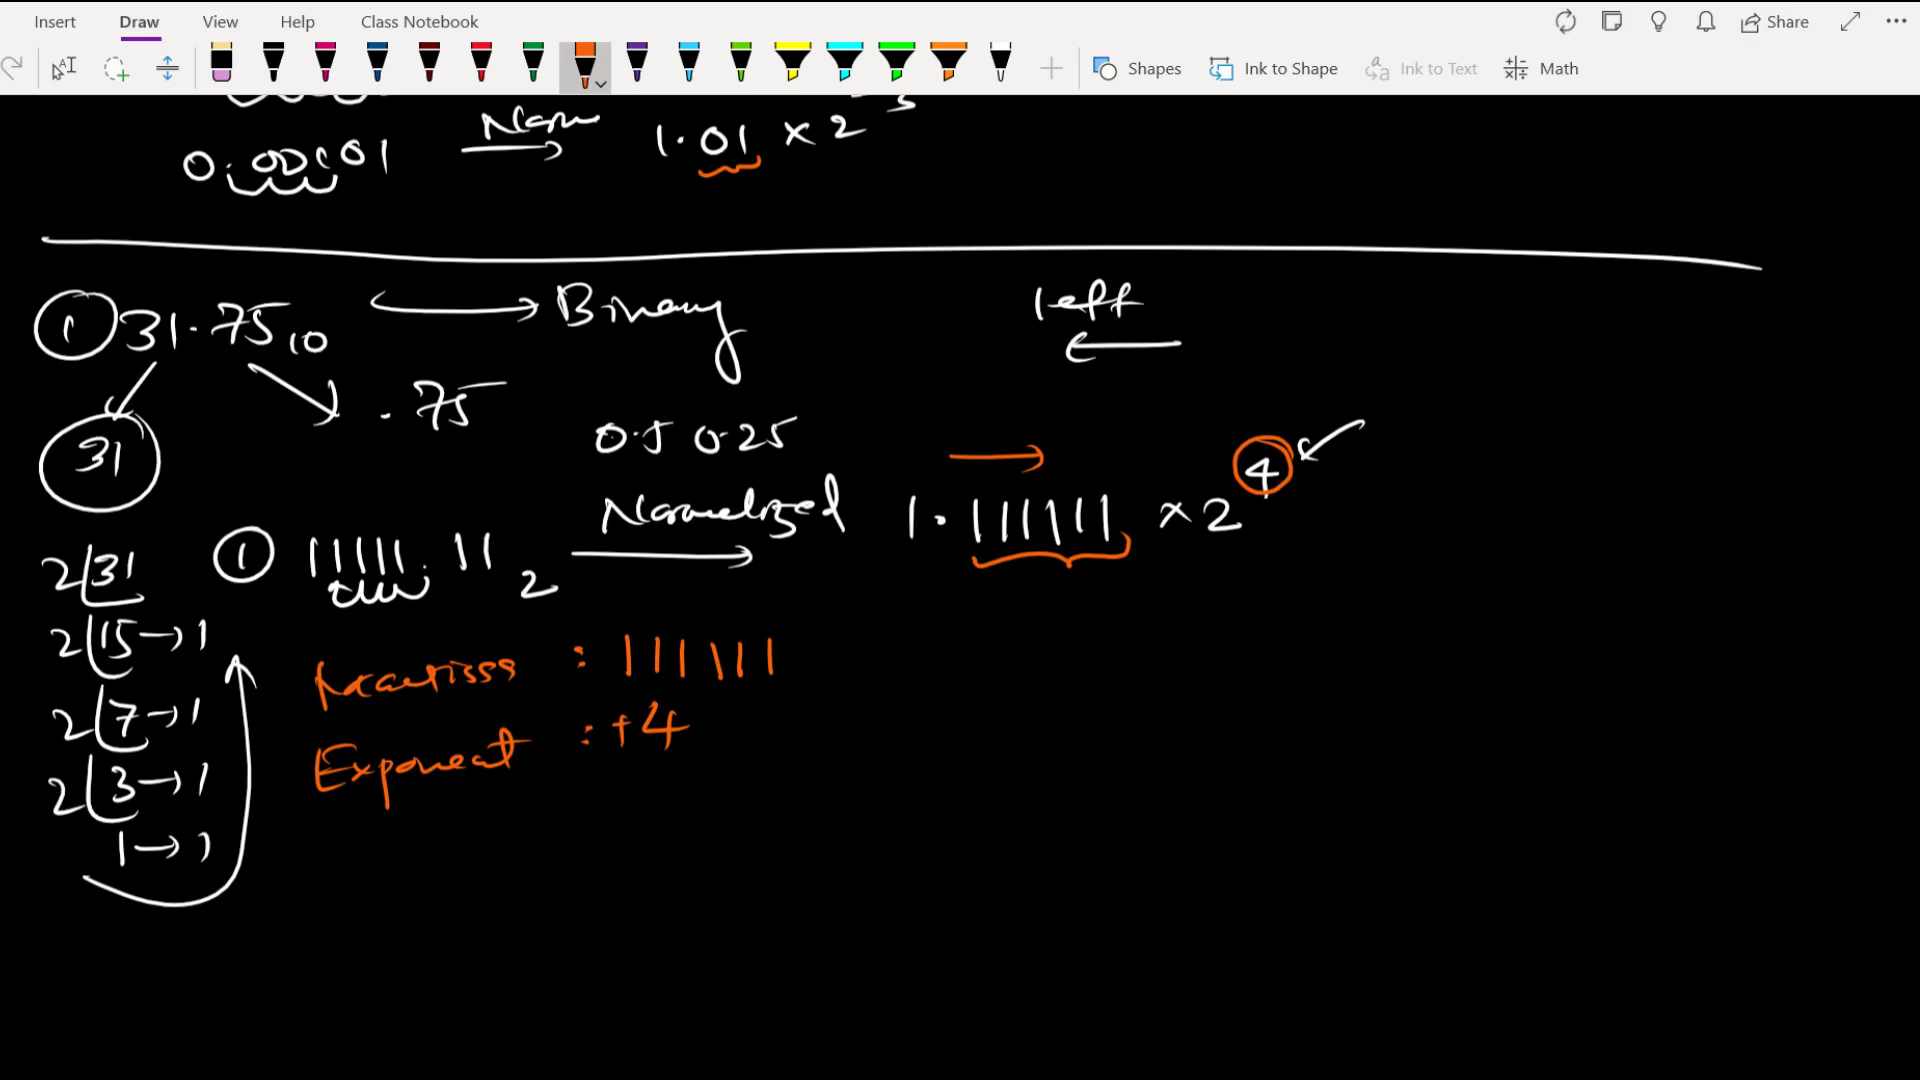 Insert Draw View Help Class Notebook Share
Shapes Ink to Shape Ink to Text Math
0.00101 Norm 1.01 × 2^-3
① 31.75₁₀ Binary left
.75
31
0.5 0.25
① 11111.11₂ Normalized 1.111111 × 2^4
2 31
2 15 → 1
2 7 → 1
2 3 → 1
1 → 1
Mantissa : 111111
Exponent : +4